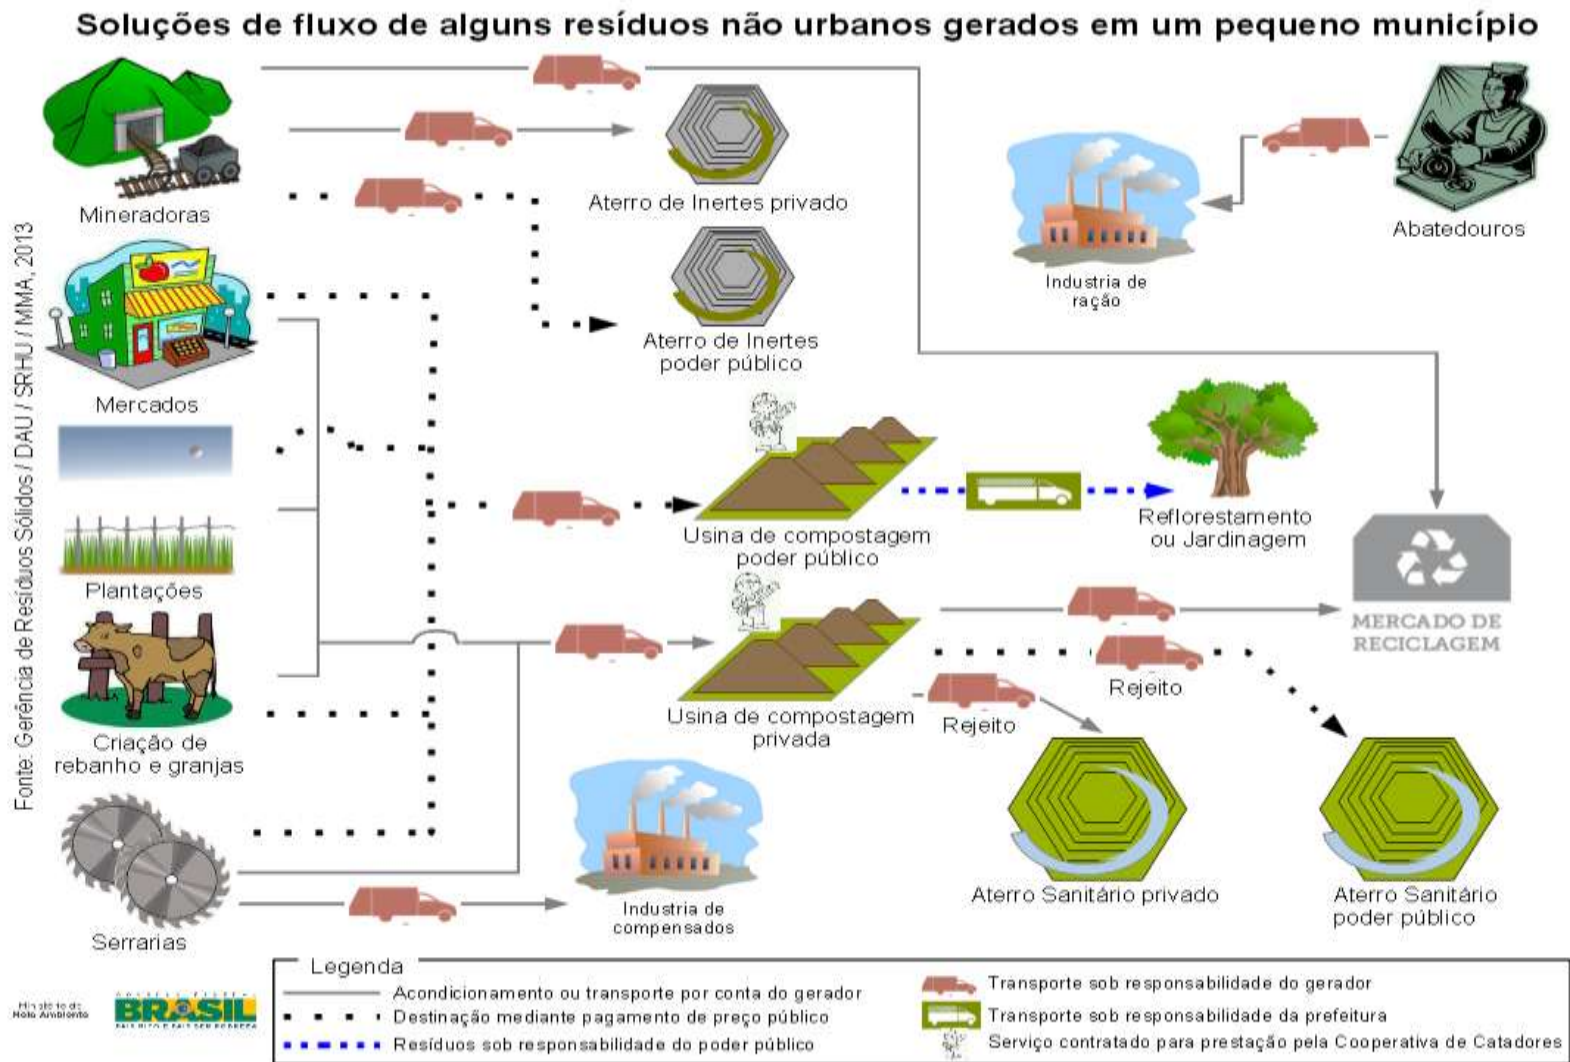 Soluções de fluxo de alguns resíduos não urbanos gerados em um pequeno município
Mineradoras
Aterro de Inertes privado
Industria de
ração
Abatedouros
Aterro de Inertes
poder público
Mercados
Usina de compostagem
poder público
Reflorestamento
ou Jardinagem
Plantações
MERCADO DE
RECICLAGEM
Rejeito
Usina de compostagem
privada
Rejeito
Criação de
rebanho e granjas
Aterro Sanitário privado
Aterro Sanitário
poder público
Industria de
compensados
Serrarias
Fonte: Gerência de Resíduos Sólidos / DAU / SRHU / MMA, 2013
Legenda
Acondicionamento ou transporte por conta do gerador
Destinação mediante pagamento de preço público
Resíduos sob responsabilidade do poder público
Transporte sob responsabilidade do gerador
Transporte sob responsabilidade da prefeitura
Serviço contratado para prestação pela Cooperativa de Catadores
Ministério do
Meio Ambiente
BRASIL